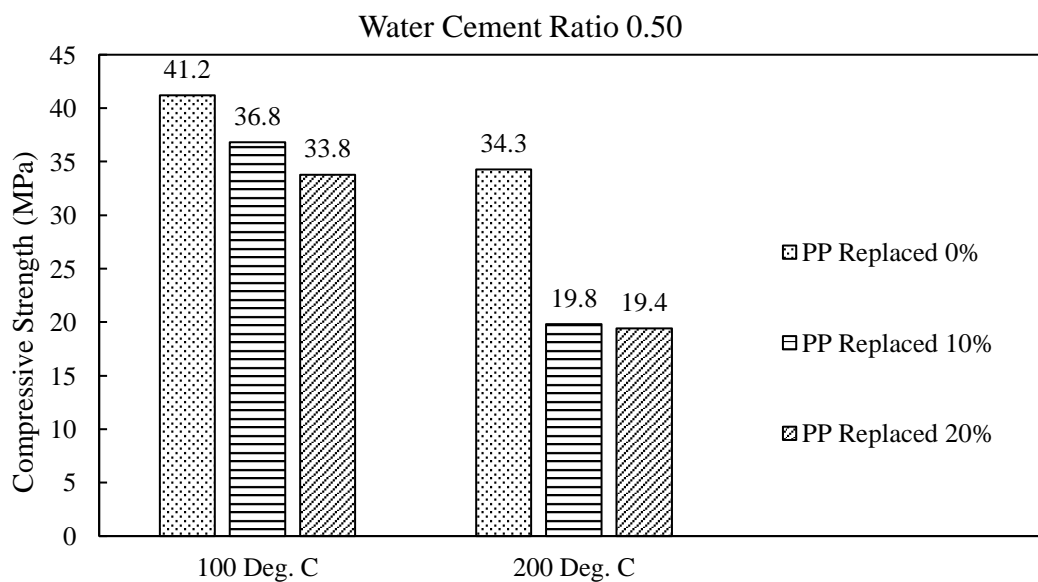 Water Cement Ratio 0.50
Compressive Strength (MPa)
45
40
35
30
25
20
15
10
5
0
41.2
36.8
33.8
34.3
19.8
19.4
100 Deg. C
200 Deg. C
PP Replaced 0%
PP Replaced 10%
PP Replaced 20%